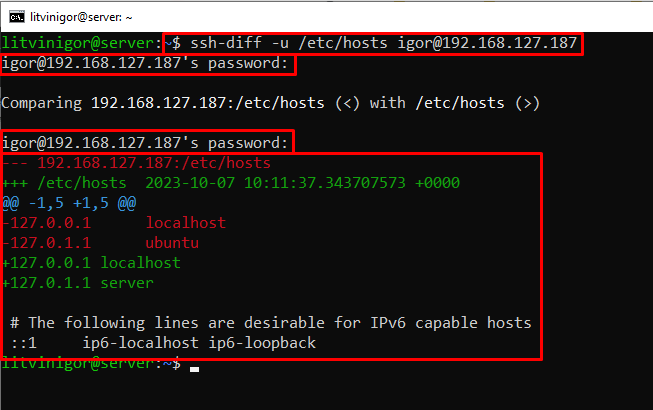 litvinigor@server: ~
litvinigor@server:~$ ssh-diff -u /etc/hosts igor@192.168.127.187
igor@192.168.127.187's password:
Comparing 192.168.127.187:/etc/hosts (<) with /etc/hosts (>)
igor@192.168.127.187's password:
--- 192.168.127.187:/etc/hosts
+++ /etc/hosts  2023-10-07 10:11:37.343707573 +0000
@@ -1,5 +1,5 @@
-127.0.0.1      localhost
-127.0.1.1      ubuntu
+127.0.0.1 localhost
+127.0.1.1 server
 # The following lines are desirable for IPv6 capable hosts
 ::1     ip6-localhost ip6-loopback
litvinigor@server:~$